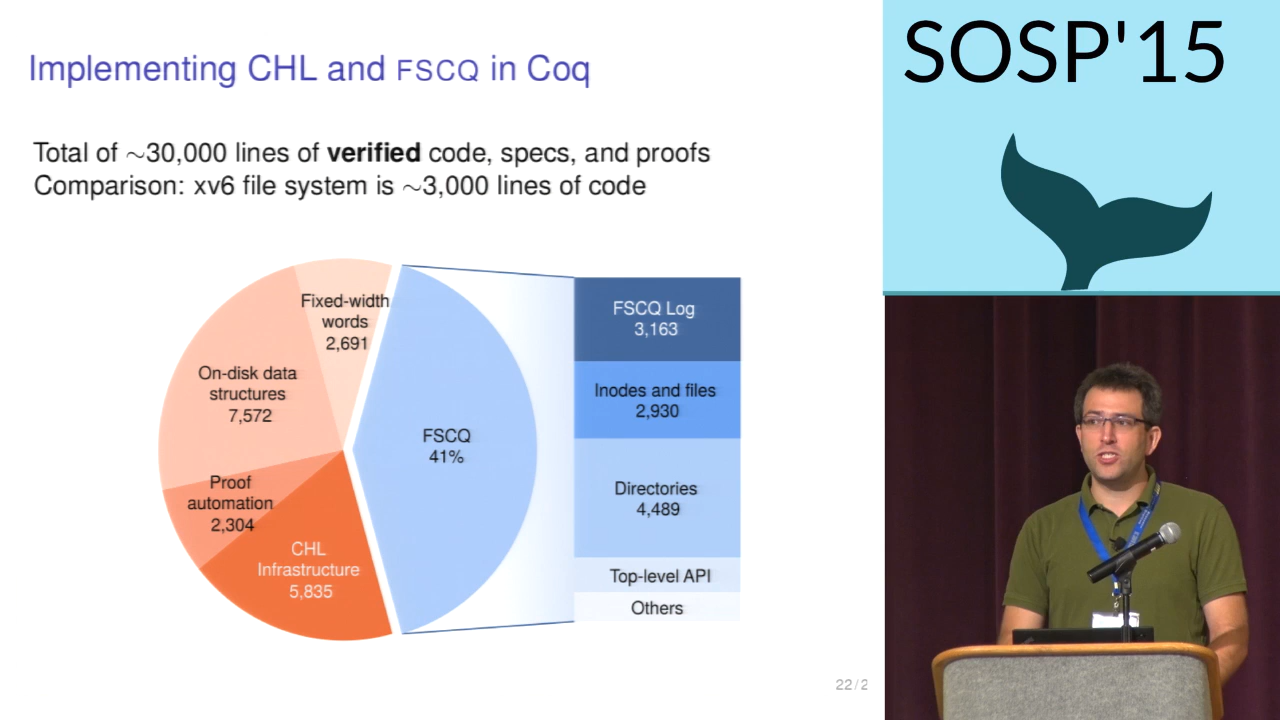 Implementing CHL and FSCQ in Coq
Total of ~30,000 lines of verified code, specs, and proofs
Comparison: xv6 file system is ~3,000 lines of code
Fixed-width
words
2,691
On-disk data
structures
7,572
Proof
automation
2,304
CHL
Infrastructure
5,835
FSCQ
41%
FSCQ Log
3,163
Inodes and files
2,930
Directories
4,489
Top-level API
Others
22/2
SOSP'15